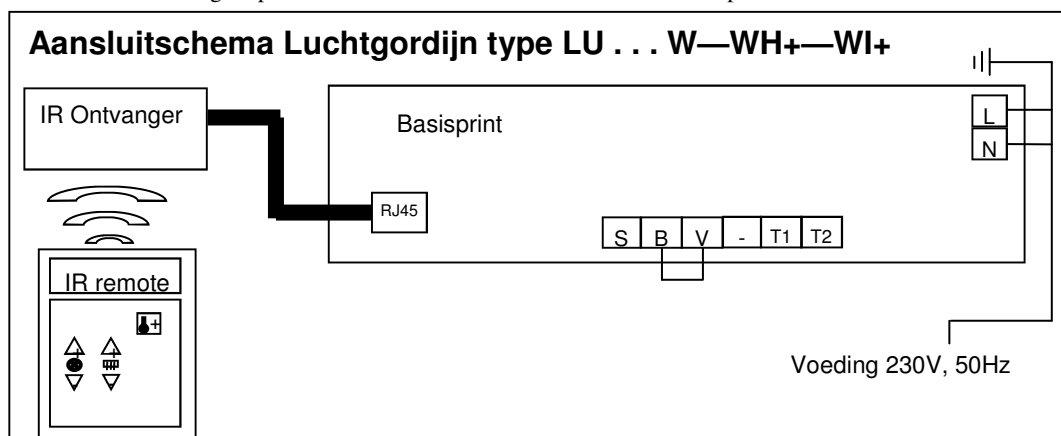 Aansluitschema Luchtgordijn type LU . . . W—WH+—WI+
IR Ontvanger
Basisprint
L
N
RJ45
S B V - T1 T2
IR remote
Voeding 230V, 50Hz